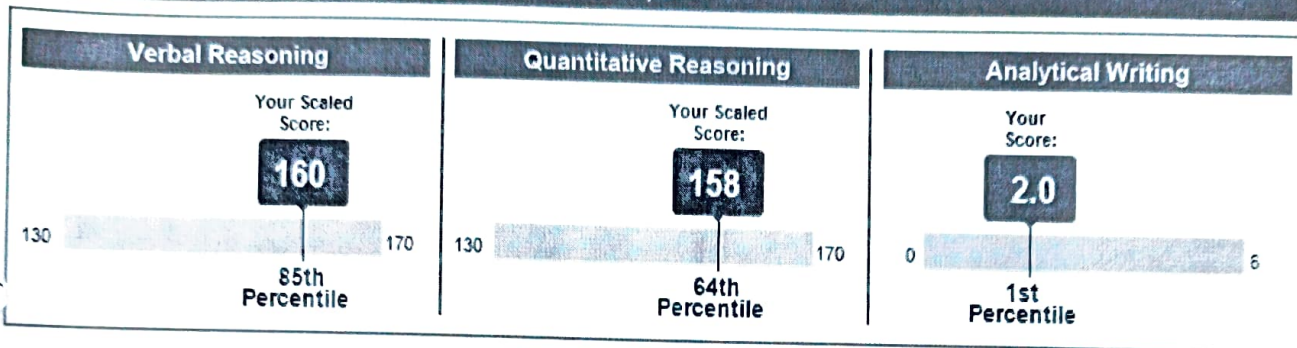 Verbal Reasoning
Your Scaled
Score:
160
130
170
85th
Percentile
Quantitative Reasoning
Your Scaled
Score:
158
130
170
64th
Percentile
Analytical Writing
Your
Score:
2.0
0
6
1st
Percentile